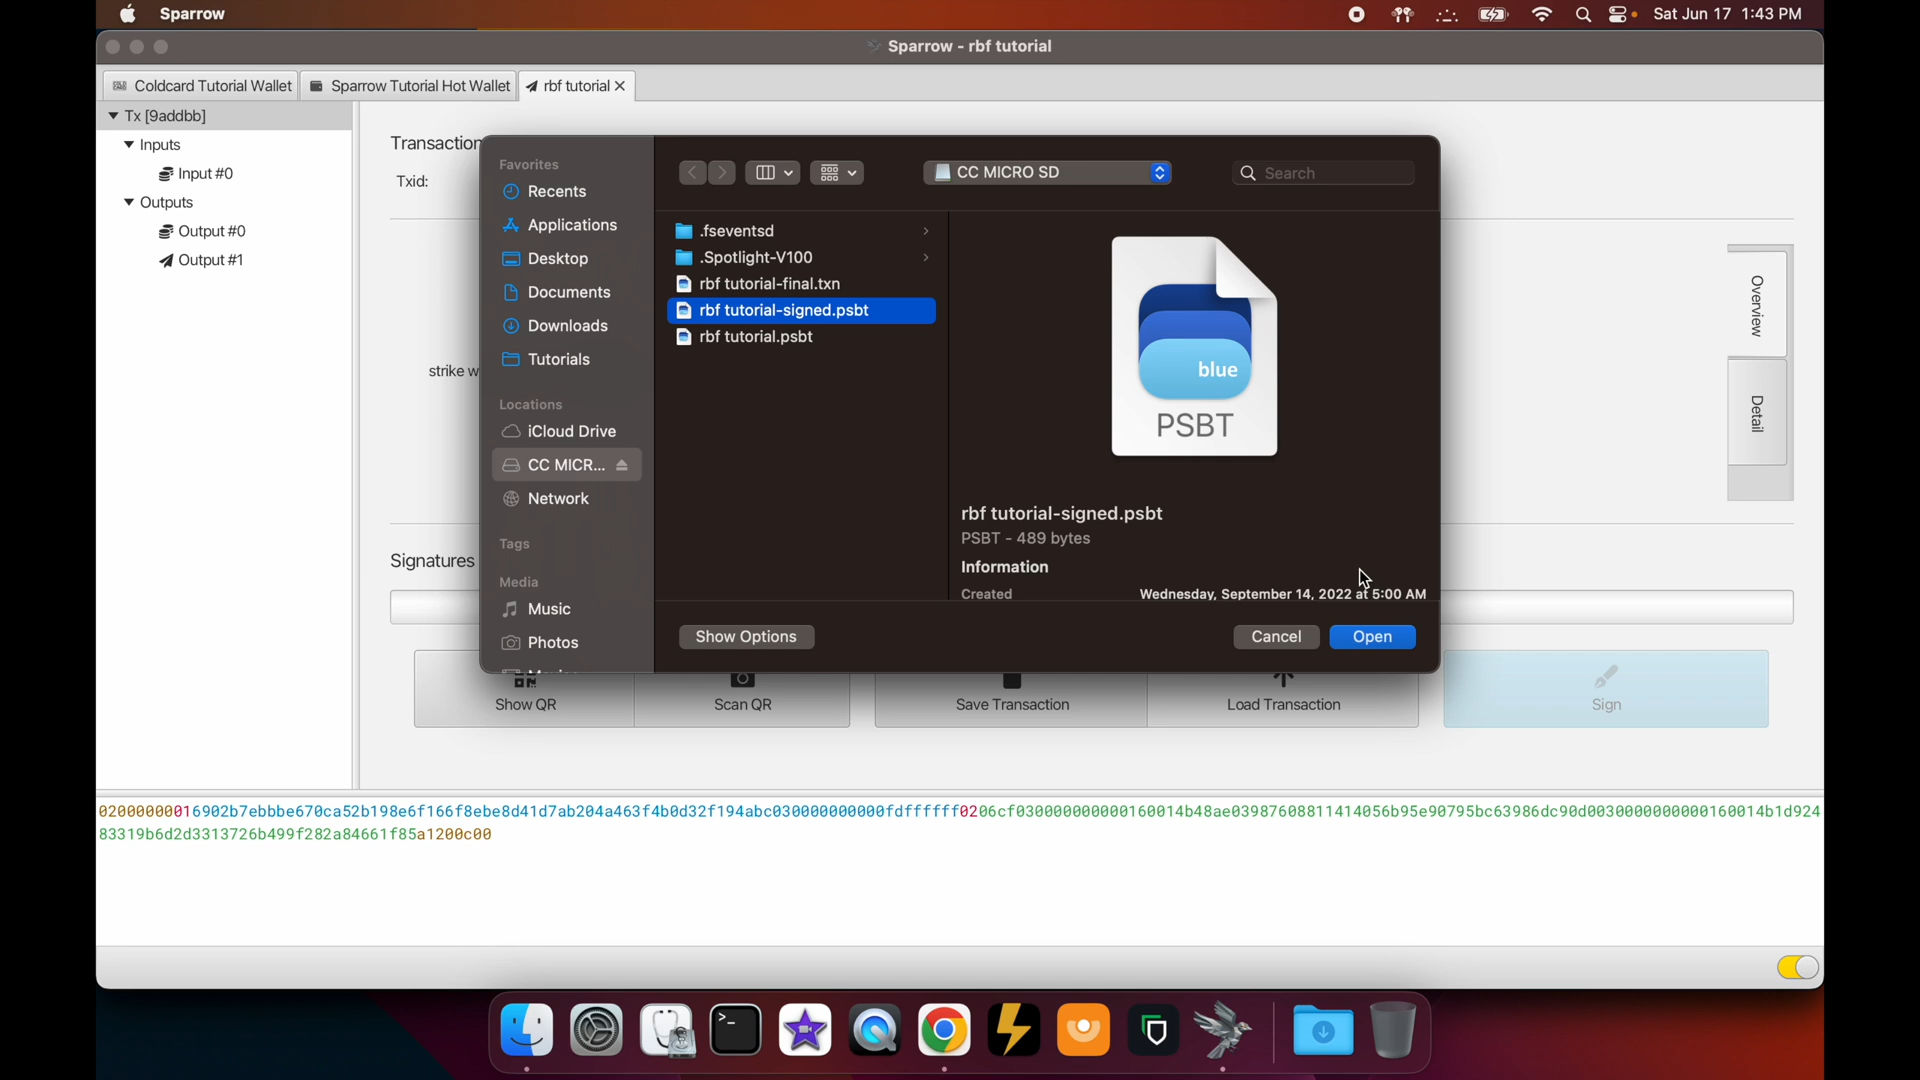 Sparrow
Sat Jun 17 1:43 PM
Sparrow - rbf tutorial
Coldcard Tutorial Wallet
Sparrow Tutorial Hot Wallet
rbf tutorial
Tx [9addbb]
Inputs
Input #0
Outputs
Output #0
Output #1
Transaction
Txid:
strike w
Signatures
Overview
Detail
Favorites
Recents
Applications
Desktop
Documents
Downloads
Tutorials
Locations
iCloud Drive
CC MICR...
Network
Tags
Media
Music
Photos
CC MICRO SD
Search
.fseventsd
.Spotlight-V100
rbf tutorial-final.txn
rbf tutorial-signed.psbt
rbf tutorial.psbt
blue
PSBT
rbf tutorial-signed.psbt
PSBT - 489 bytes
Information
Created
Wednesday, September 14, 2022 at 5:00 AM
Show Options
Cancel
Open
Show QR
Scan QR
Save Transaction
Load Transaction
Sign
02000000016902b7ebbbe670ca52b198e6f166f8ebe8d41d7ab204a463f4b0d32f194abc030000000000fdffffff0206cf030000000000160014b48ae03987608811414056b95e90795bc63986dc90d0030000000000160014b1d924
83319b6d2d3313726b499f282a84661f85a1200c00